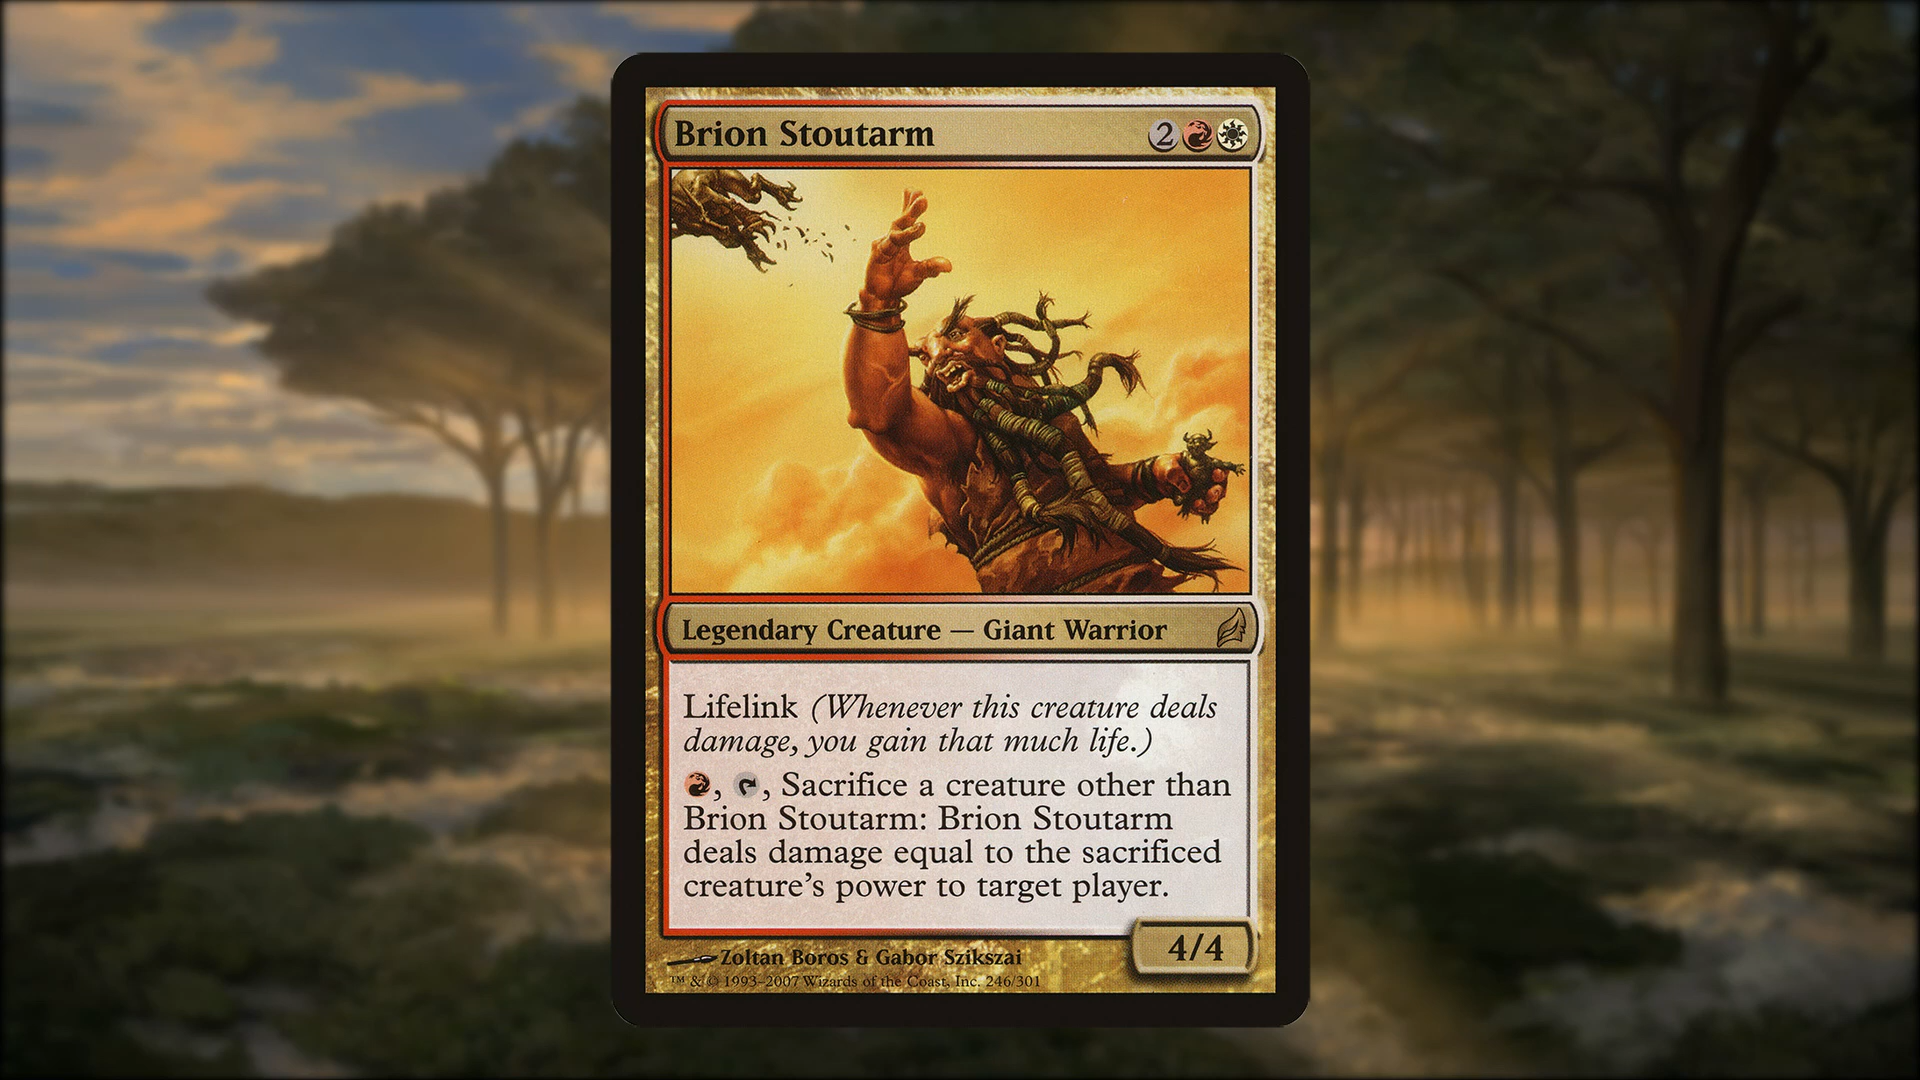 Brion Stoutarm 2
Legendary Creature — Giant Warrior
Lifelink (Whenever this creature deals
damage, you gain that much life.)
, , Sacrifice a creature other than
Brion Stoutarm: Brion Stoutarm
deals damage equal to the sacrificed
creature's power to target player.
4/4
Zoltan Boros & Gabor Szikszai
™ & © 1993–2007 Wizards of the Coast, Inc. 246/301